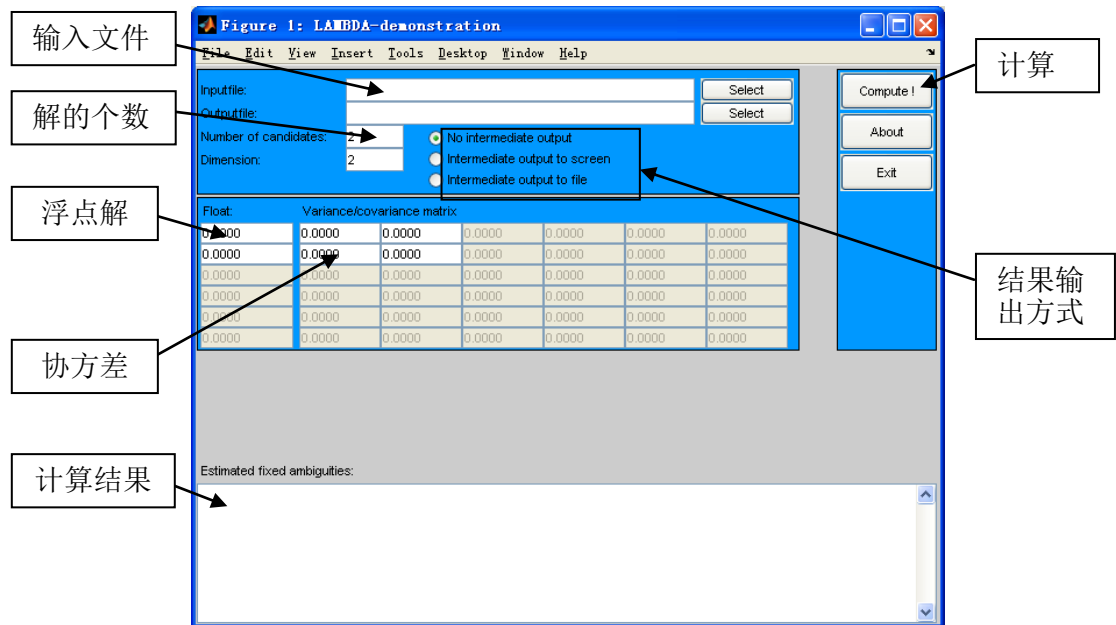 Figure 1: LAMBDA-demonstration
File Edit View Insert Tools Desktop Window Help
输入文件
解的个数
浮点解
协方差
计算结果
计算
结果输
出方式
Inputfile:
Select
Outputfile:
Select
Number of candidates: 2
Dimension: 2
No intermediate output
Intermediate output to screen
Intermediate output to file
Compute !
About
Exit
Float: Variance/covariance matrix
0.0000 0.0000 0.0000 0.0000 0.0000 0.0000 0.0000
0.0000 0.0000 0.0000 0.0000 0.0000 0.0000 0.0000
0.0000 0.0000 0.0000 0.0000 0.0000 0.0000 0.0000
0.0000 0.0000 0.0000 0.0000 0.0000 0.0000 0.0000
0.0000 0.0000 0.0000 0.0000 0.0000 0.0000 0.0000
0.0000 0.0000 0.0000 0.0000 0.0000 0.0000 0.0000
Estimated fixed ambiguities: